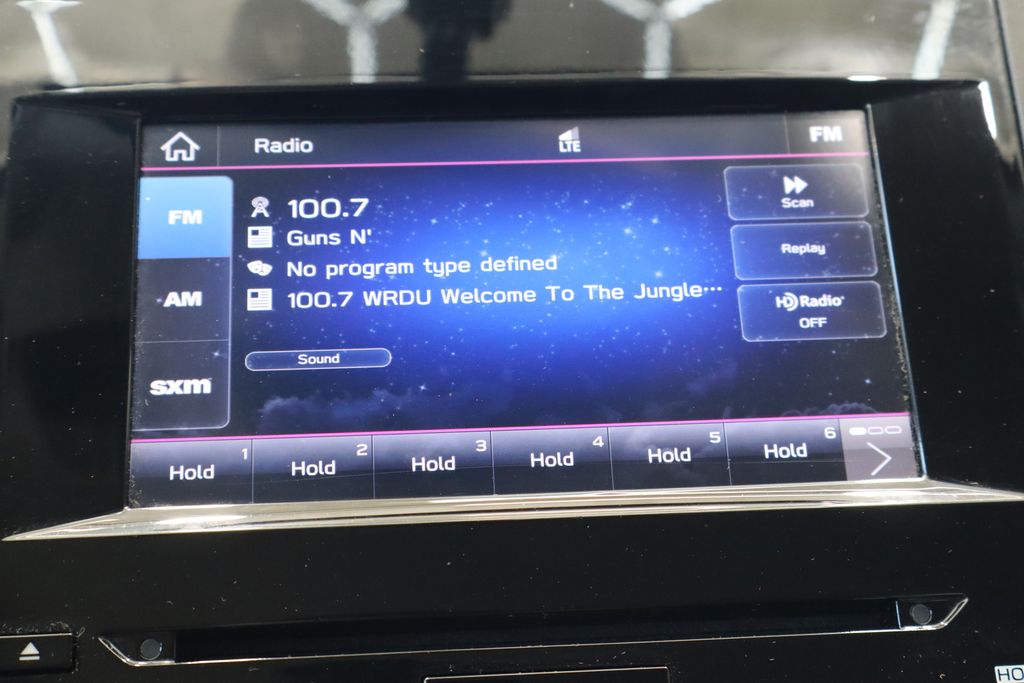 Radio
LTE
FM
FM
AM
sxm
100.7
Guns N'
No program type defined
100.7 WRDU Welcome To The Jungle···
Sound
Scan
Replay
HD Radio
OFF
Hold 1
Hold 2
Hold 3
Hold 4
Hold 5
Hold 6
HO